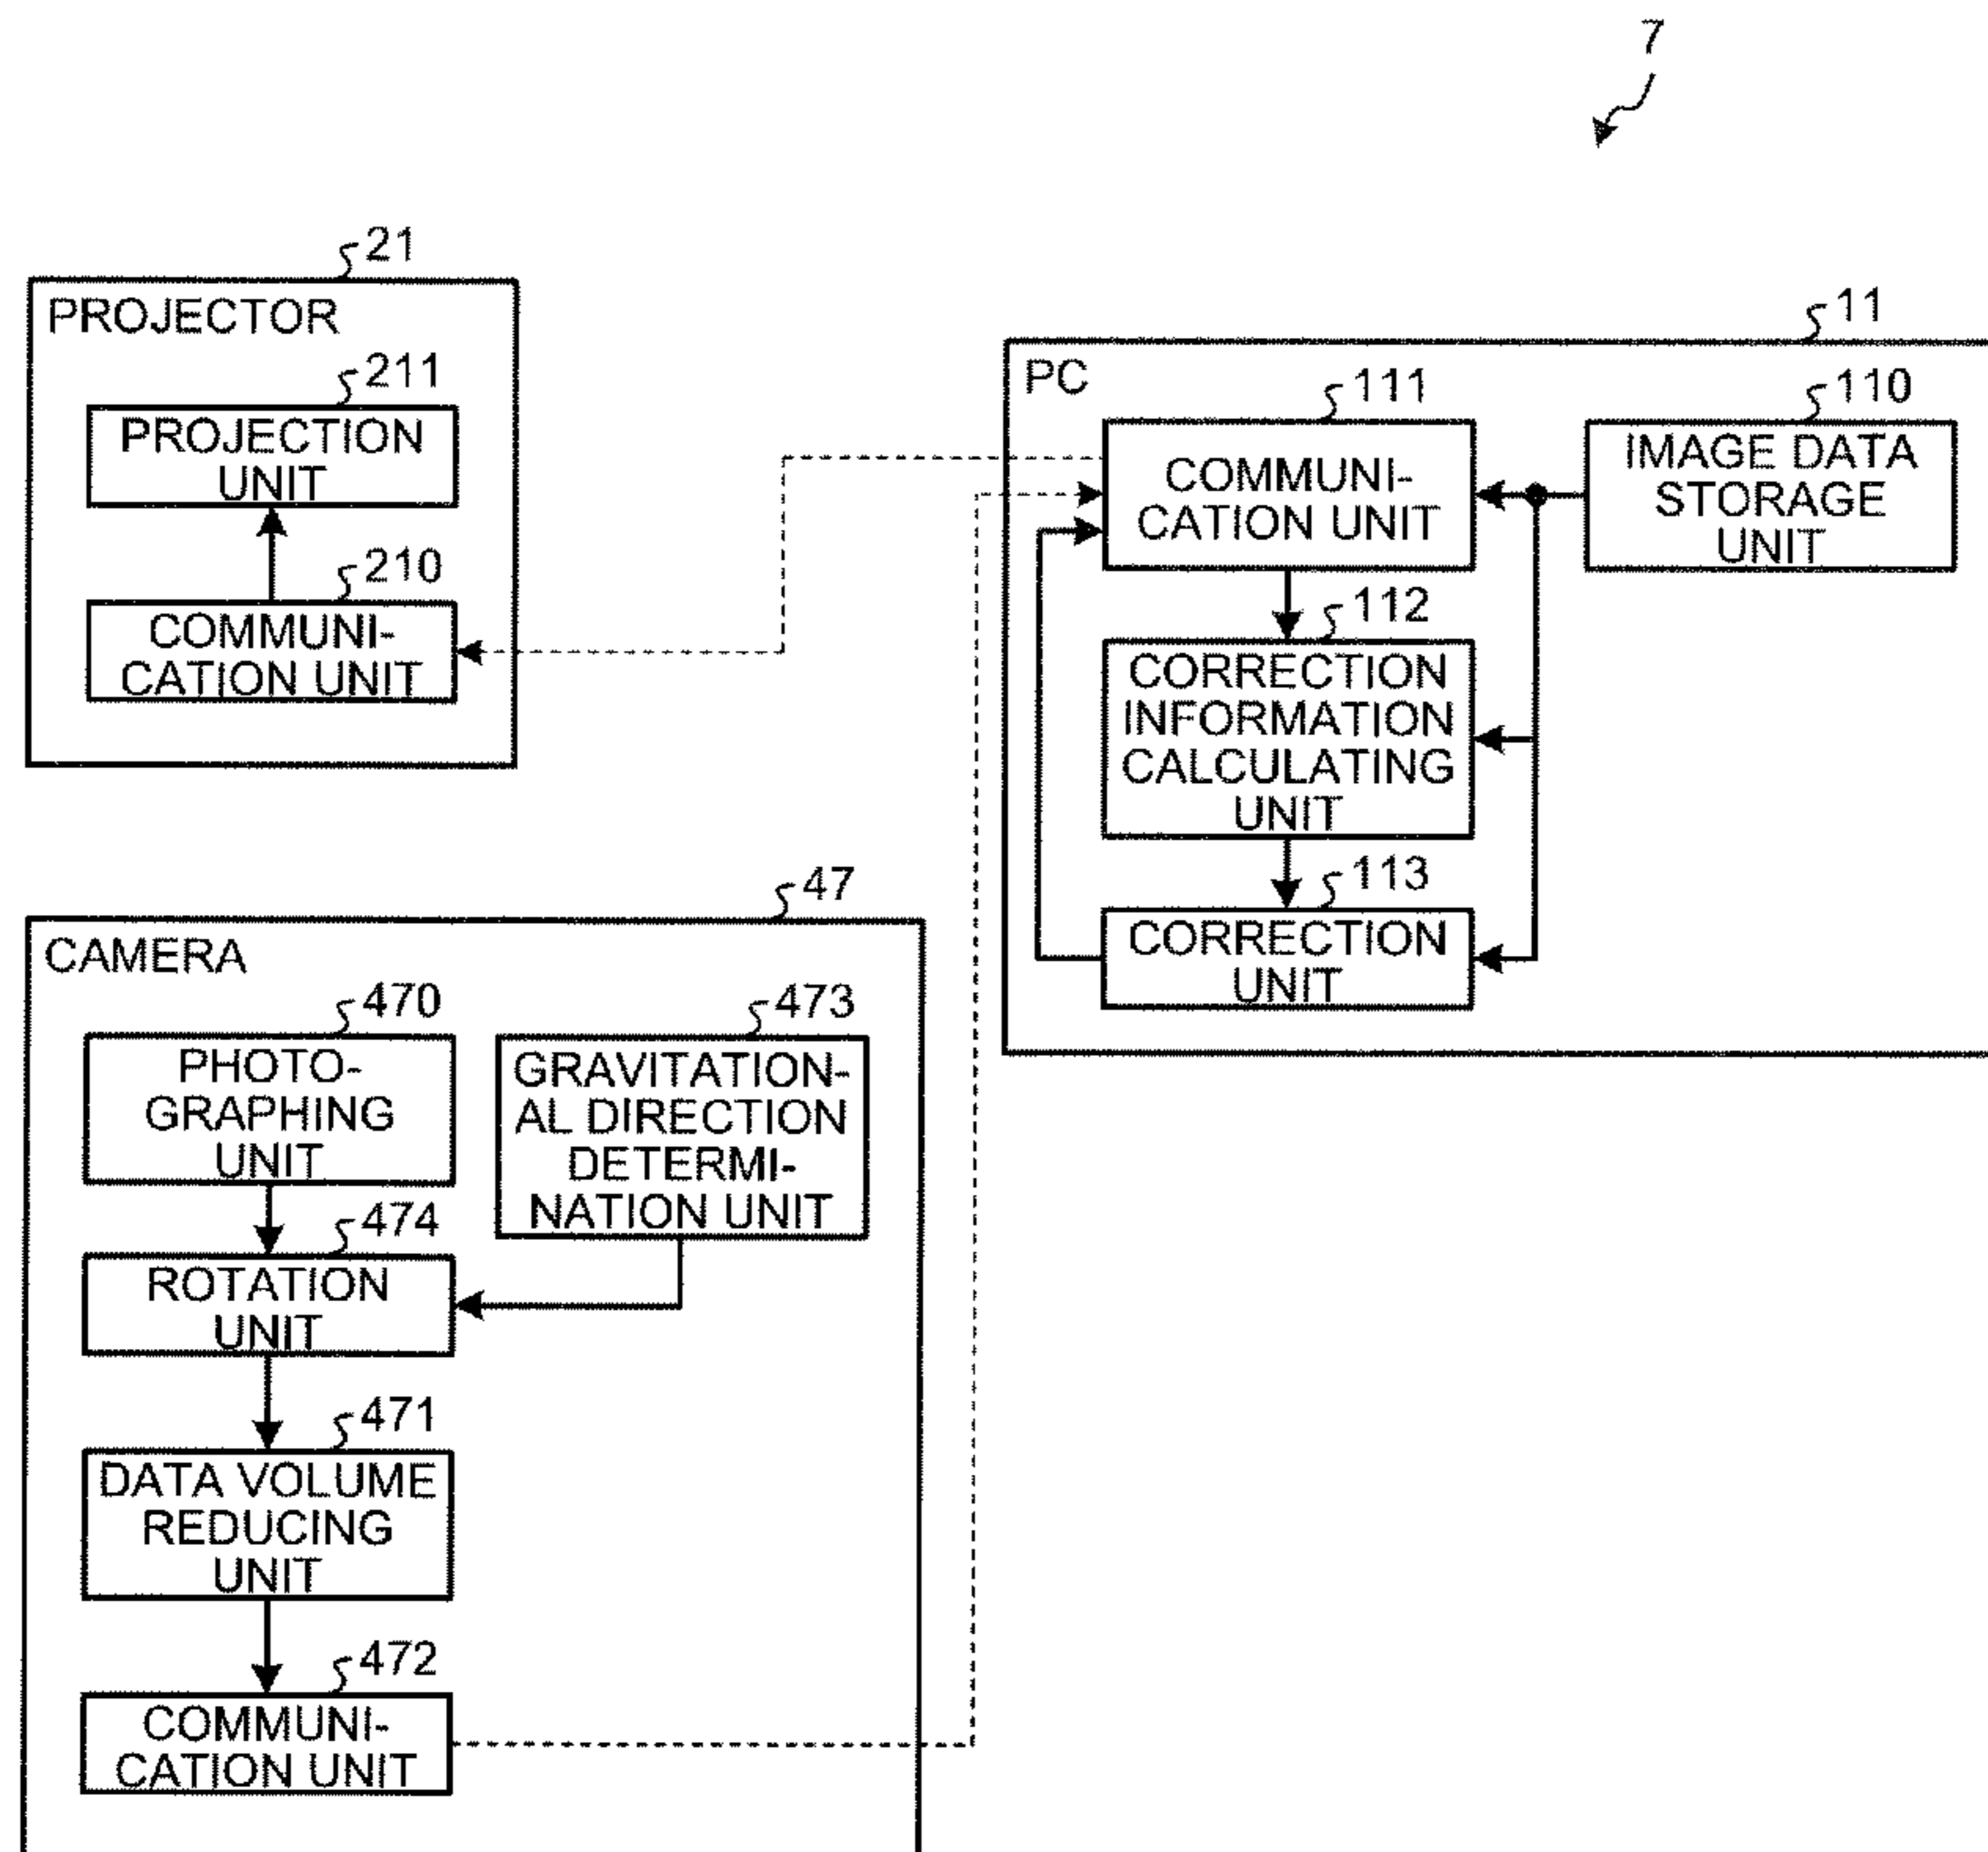 7
21
PROJECTOR
211
PROJECTION
UNIT
210
COMMUNI-
CATION UNIT
11
PC
111
COMMUNI-
CATION UNIT
110
IMAGE DATA
STORAGE
UNIT
112
CORRECTION
INFORMATION
CALCULATING
UNIT
113
CORRECTION
UNIT
47
CAMERA
470
PHOTO-
GRAPHING
UNIT
473
GRAVITATION-
AL DIRECTION
DETERMI-
NATION UNIT
474
ROTATION
UNIT
471
DATA VOLUME
REDUCING
UNIT
472
COMMUNI-
CATION UNIT